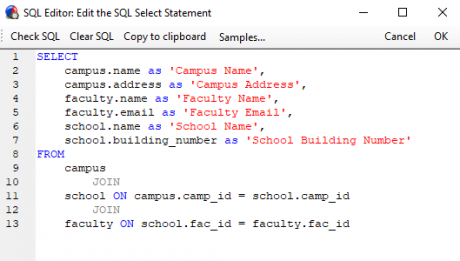 SQL Editor: Edit the SQL Select Statement
Check SQL Clear SQL Copy to clipboard Samples... Cancel OK
1 SELECT
2 campus.name as 'Campus Name',
3 campus.address as 'Campus Address',
4 faculty.name as 'Faculty Name',
5 faculty.email as 'Faculty Email',
6 school.name as 'School Name',
7 school.building_number as 'School Building Number'
8 FROM
9 campus
10 JOIN
11 school ON campus.camp_id = school.camp_id
12 JOIN
13 faculty ON school.fac_id = faculty.fac_id